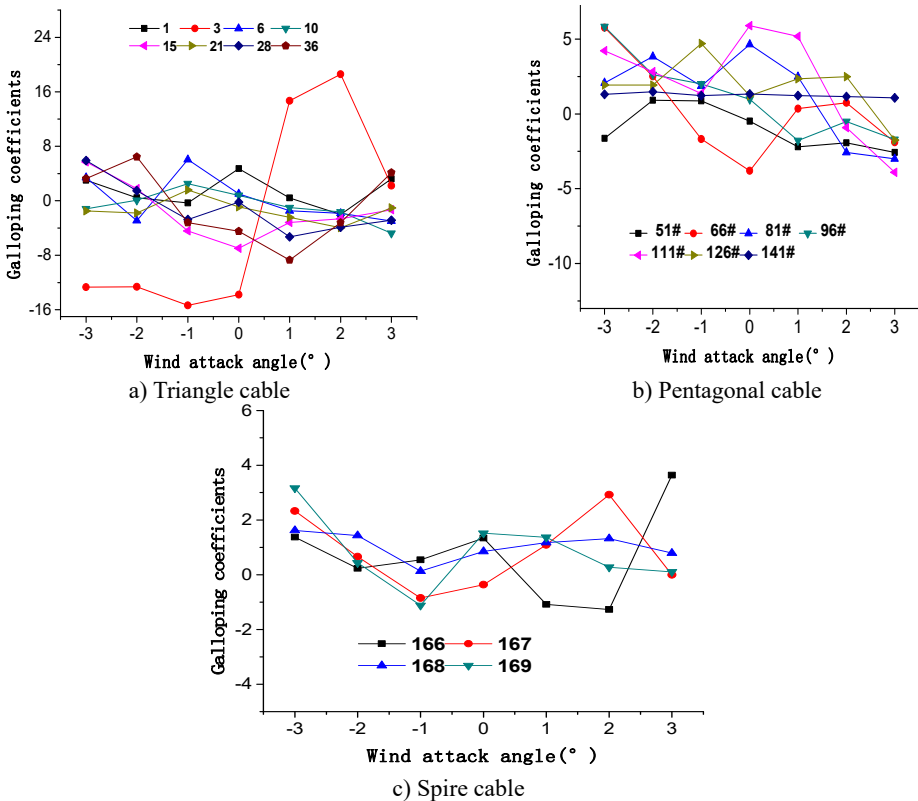 1 3 6 10
15 21 28 36
24
16
8
0
-8
-16
Galloping coefficients
-3 -2 -1 0 1 2 3
Wind attack angle(° )
a) Triangle cable
5
0
-5
-10
Galloping coefficients
51# 66# 81# 96#
111# 126# 141#
-3 -2 -1 0 1 2 3
Wind attack angle(° )
b) Pentagonal cable
6
4
2
0
-2
-4
Galloping coefficients
166 167
168 169
-3 -2 -1 0 1 2 3
Wind attack angle(° )
c) Spire cable